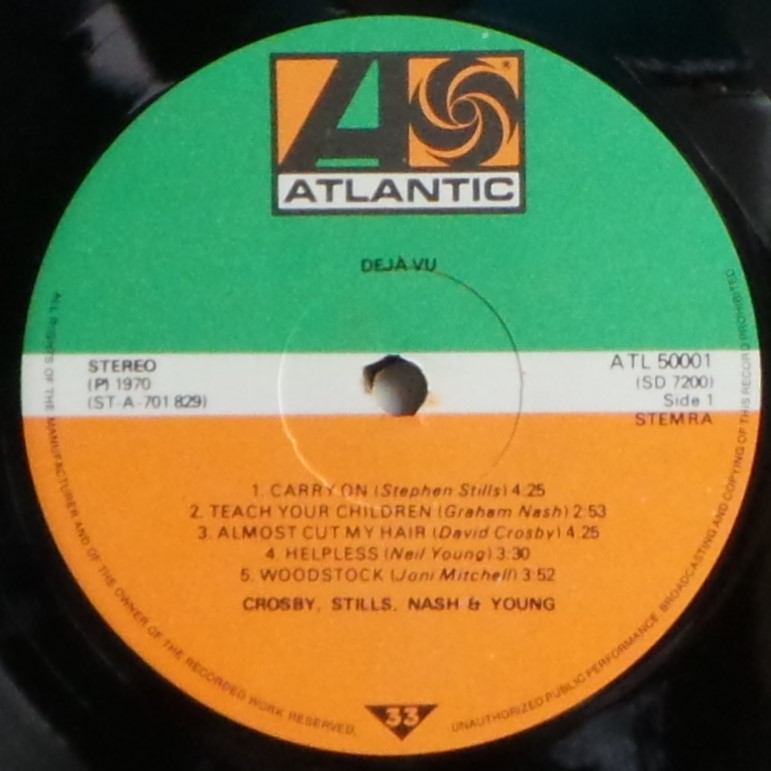 ATLANTIC
DEJÀ VU
STEREO
(P) 1970
(ST-A-701 829)
ATL 50001
(SD 7200)
Side 1
STEMRA
1. CARRY ON (Stephen Stills) 4:25
2. TEACH YOUR CHILDREN (Graham Nash) 2:53
3. ALMOST CUT MY HAIR (David Crosby) 4.25
4. HELPLESS (Neil Young) 3:30
5. WOODSTOCK (Joni Mitchell) 3:52
CROSBY, STILLS, NASH & YOUNG
33
ALL RIGHTS OF THE MANUFACTURER AND OF THE OWNER OF THE RECORDED WORK RESERVED.
UNAUTHORIZED PUBLIC PERFORMANCE BROADCASTING AND COPYING OF THIS RECORD PROHIBITED